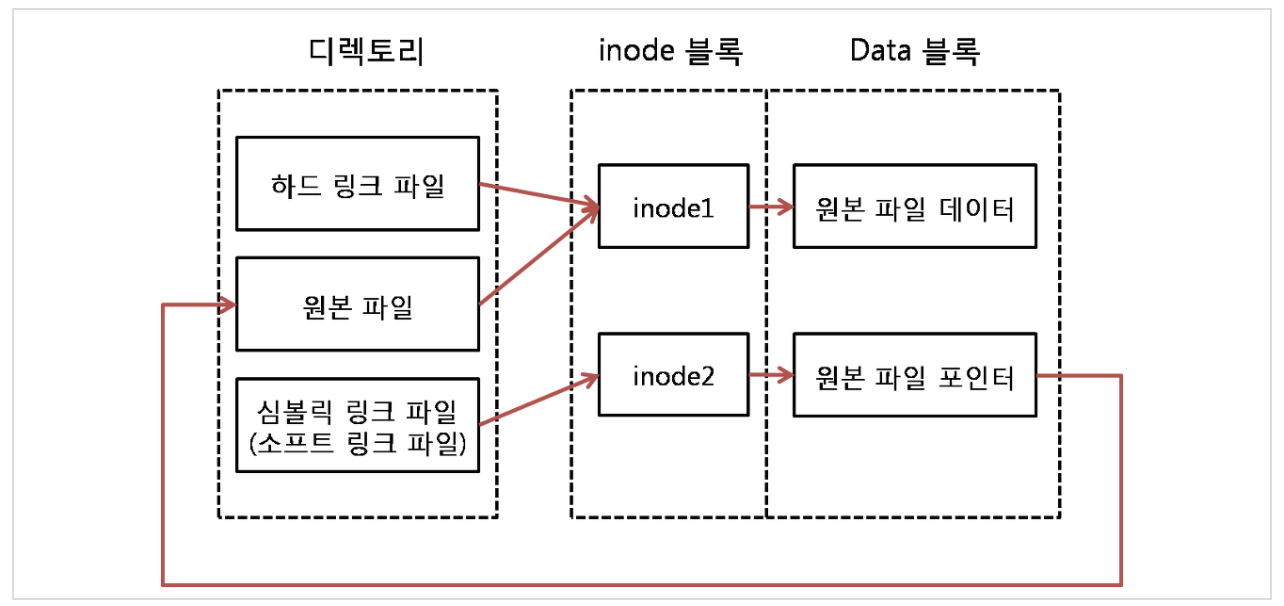 디렉토리
inode 블록
Data 블록
하드 링크 파일
inode1
원본 파일 데이터
원본 파일
심볼릭 링크 파일
(소프트 링크 파일)
inode2
원본 파일 포인터